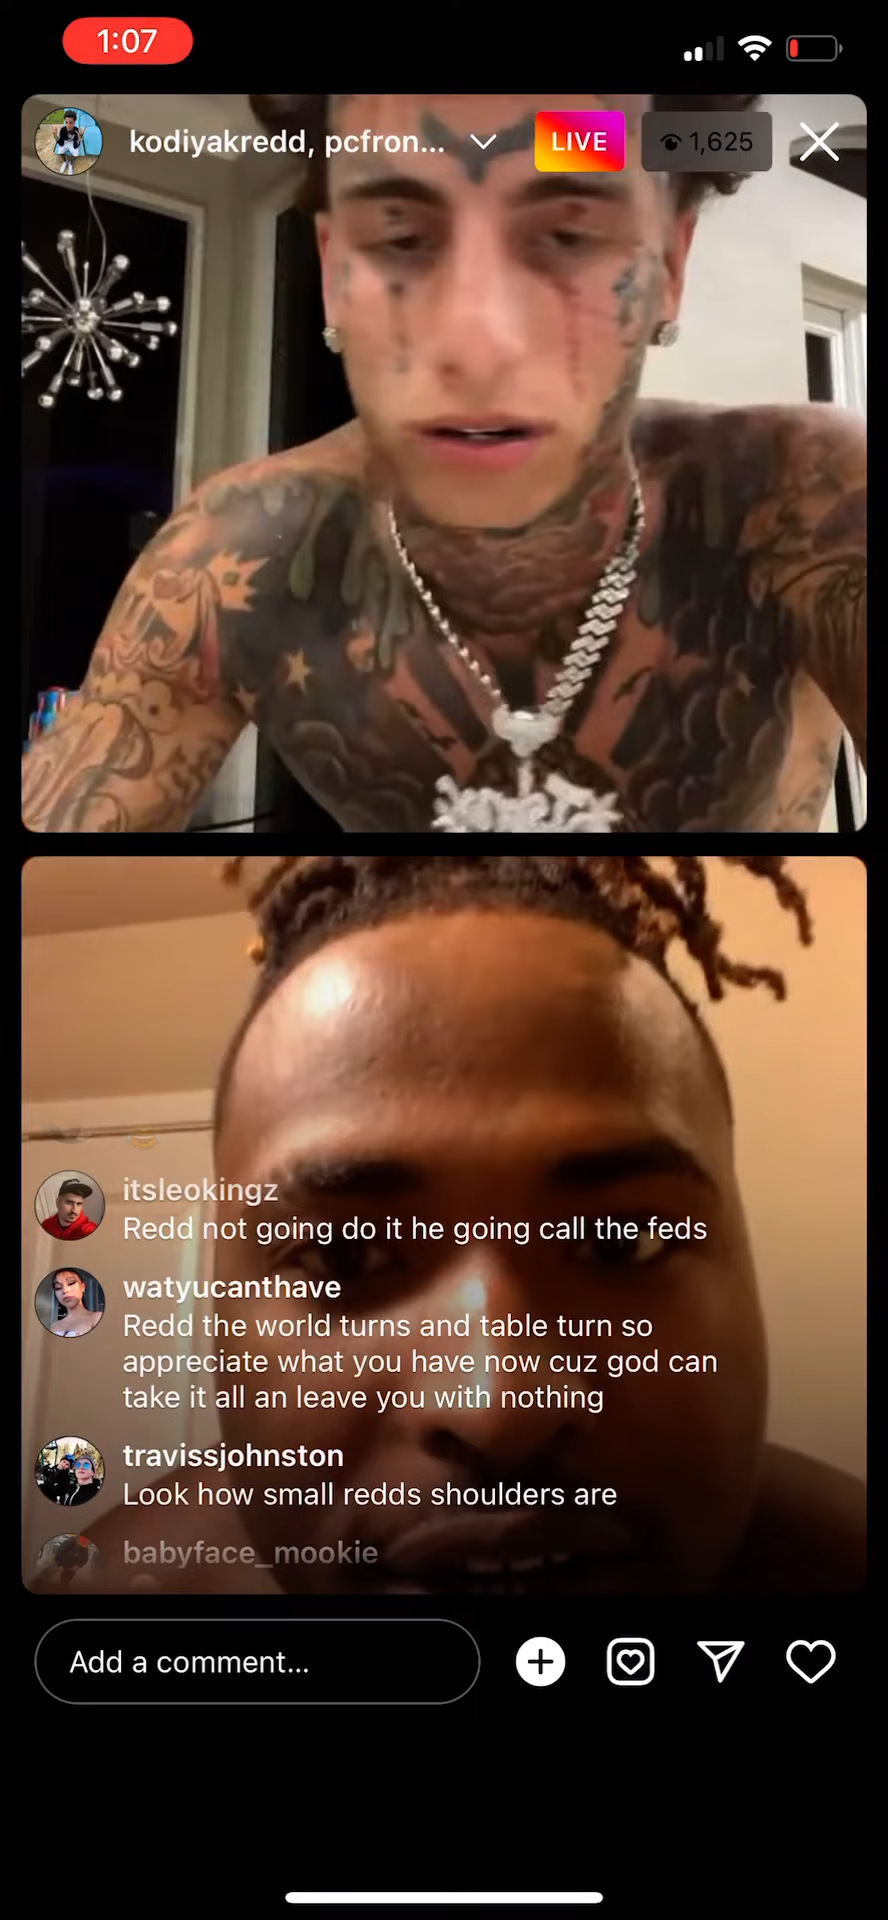 1:07
kodiyakredd, pcfron...
LIVE
1,625
itsleokingz
Redd not going do it he going call the feds
watyucanthave
Redd the world turns and table turn so
appreciate what you have now cuz god can
take it all an leave you with nothing
travissjohnston
Look how small redds shoulders are
babyface_mookie
Add a comment...